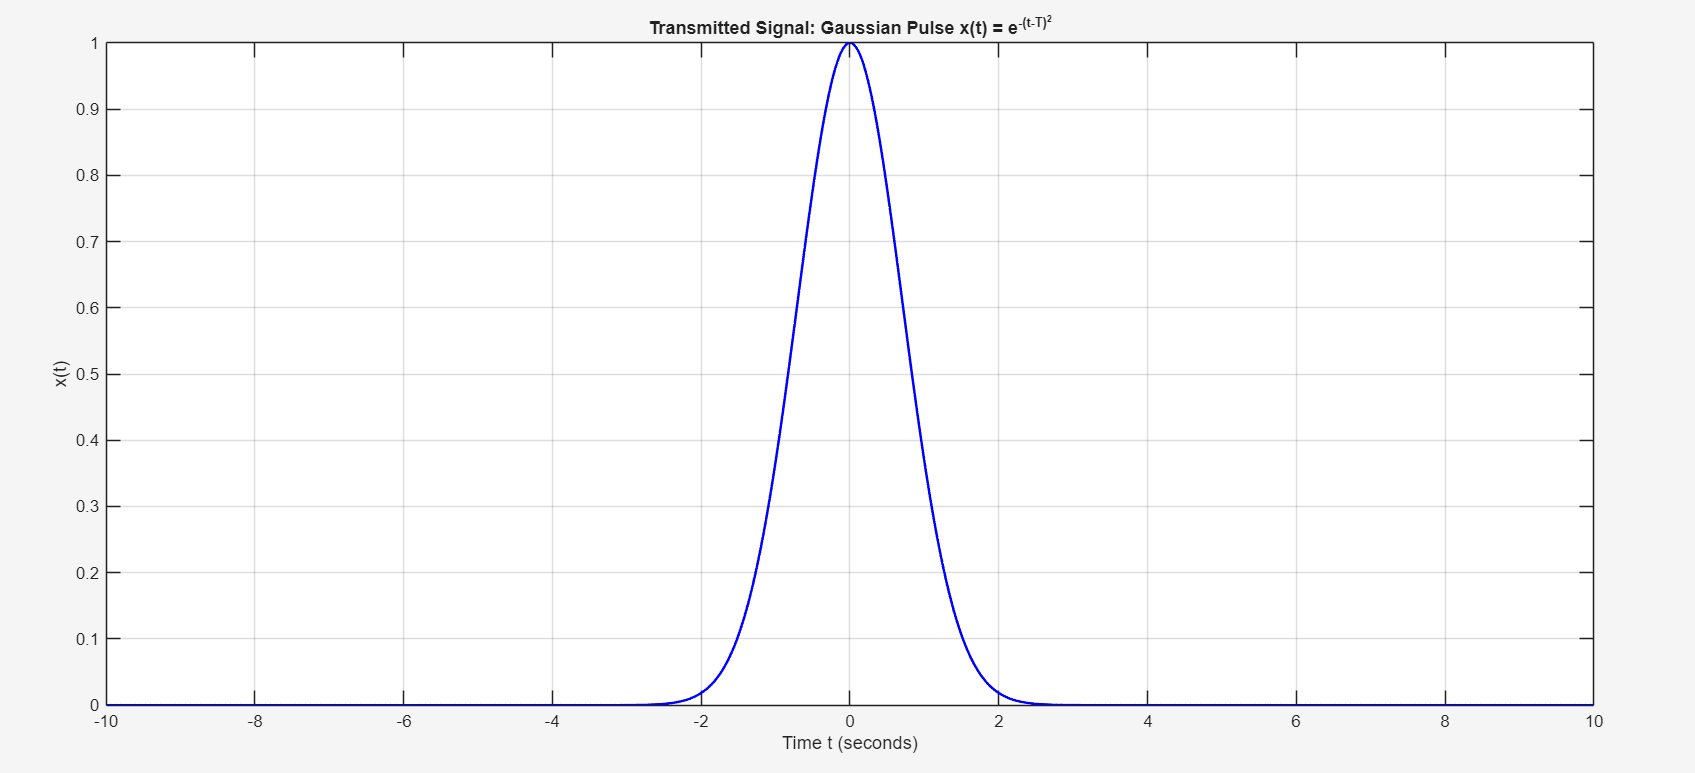 Transmitted Signal: Gaussian Pulse x(t) = e^-(t-T)²
1
0.9
0.8
0.7
0.6
0.5
0.4
0.3
0.2
0.1
0
x(t)
-10 -8 -6 -4 -2 0 2 4 6 8 10
Time t (seconds)